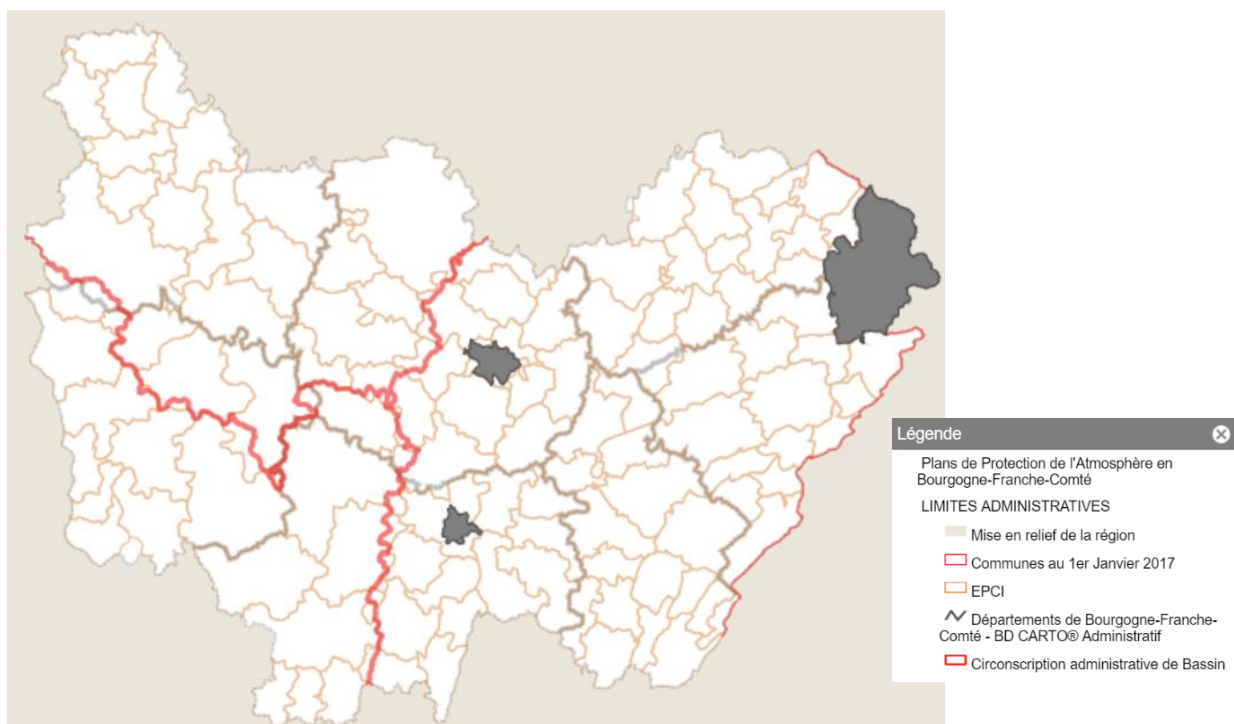 Légende
Plans de Protection de l'Atmosphère en
Bourgogne-Franche-Comté
LIMITES ADMINISTRATIVES
Mise en relief de la région
Communes au 1er Janvier 2017
EPCI
Départements de Bourgogne-Franche-
Comté - BD CARTO® Administratif
Circonscription administrative de Bassin